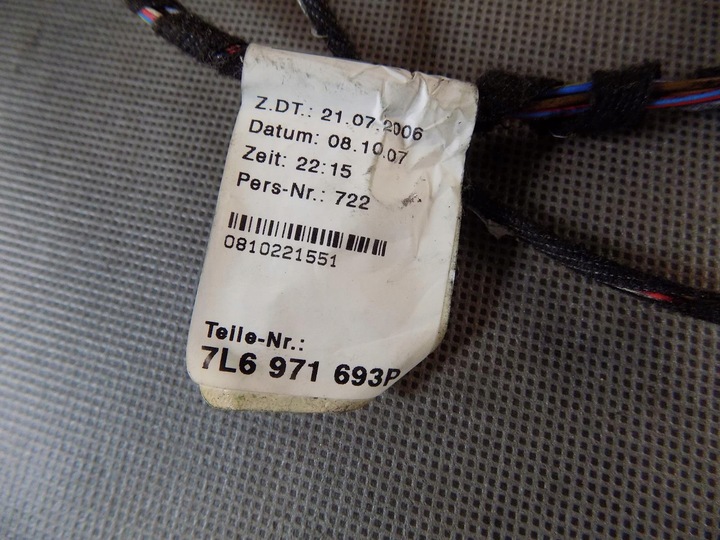 Z.DT.: 21.07.2006
Datum: 08.10.07
Zeit: 22:15
Pers-Nr.: 722
0810221551
Teile-Nr.:
7L6 971 693P